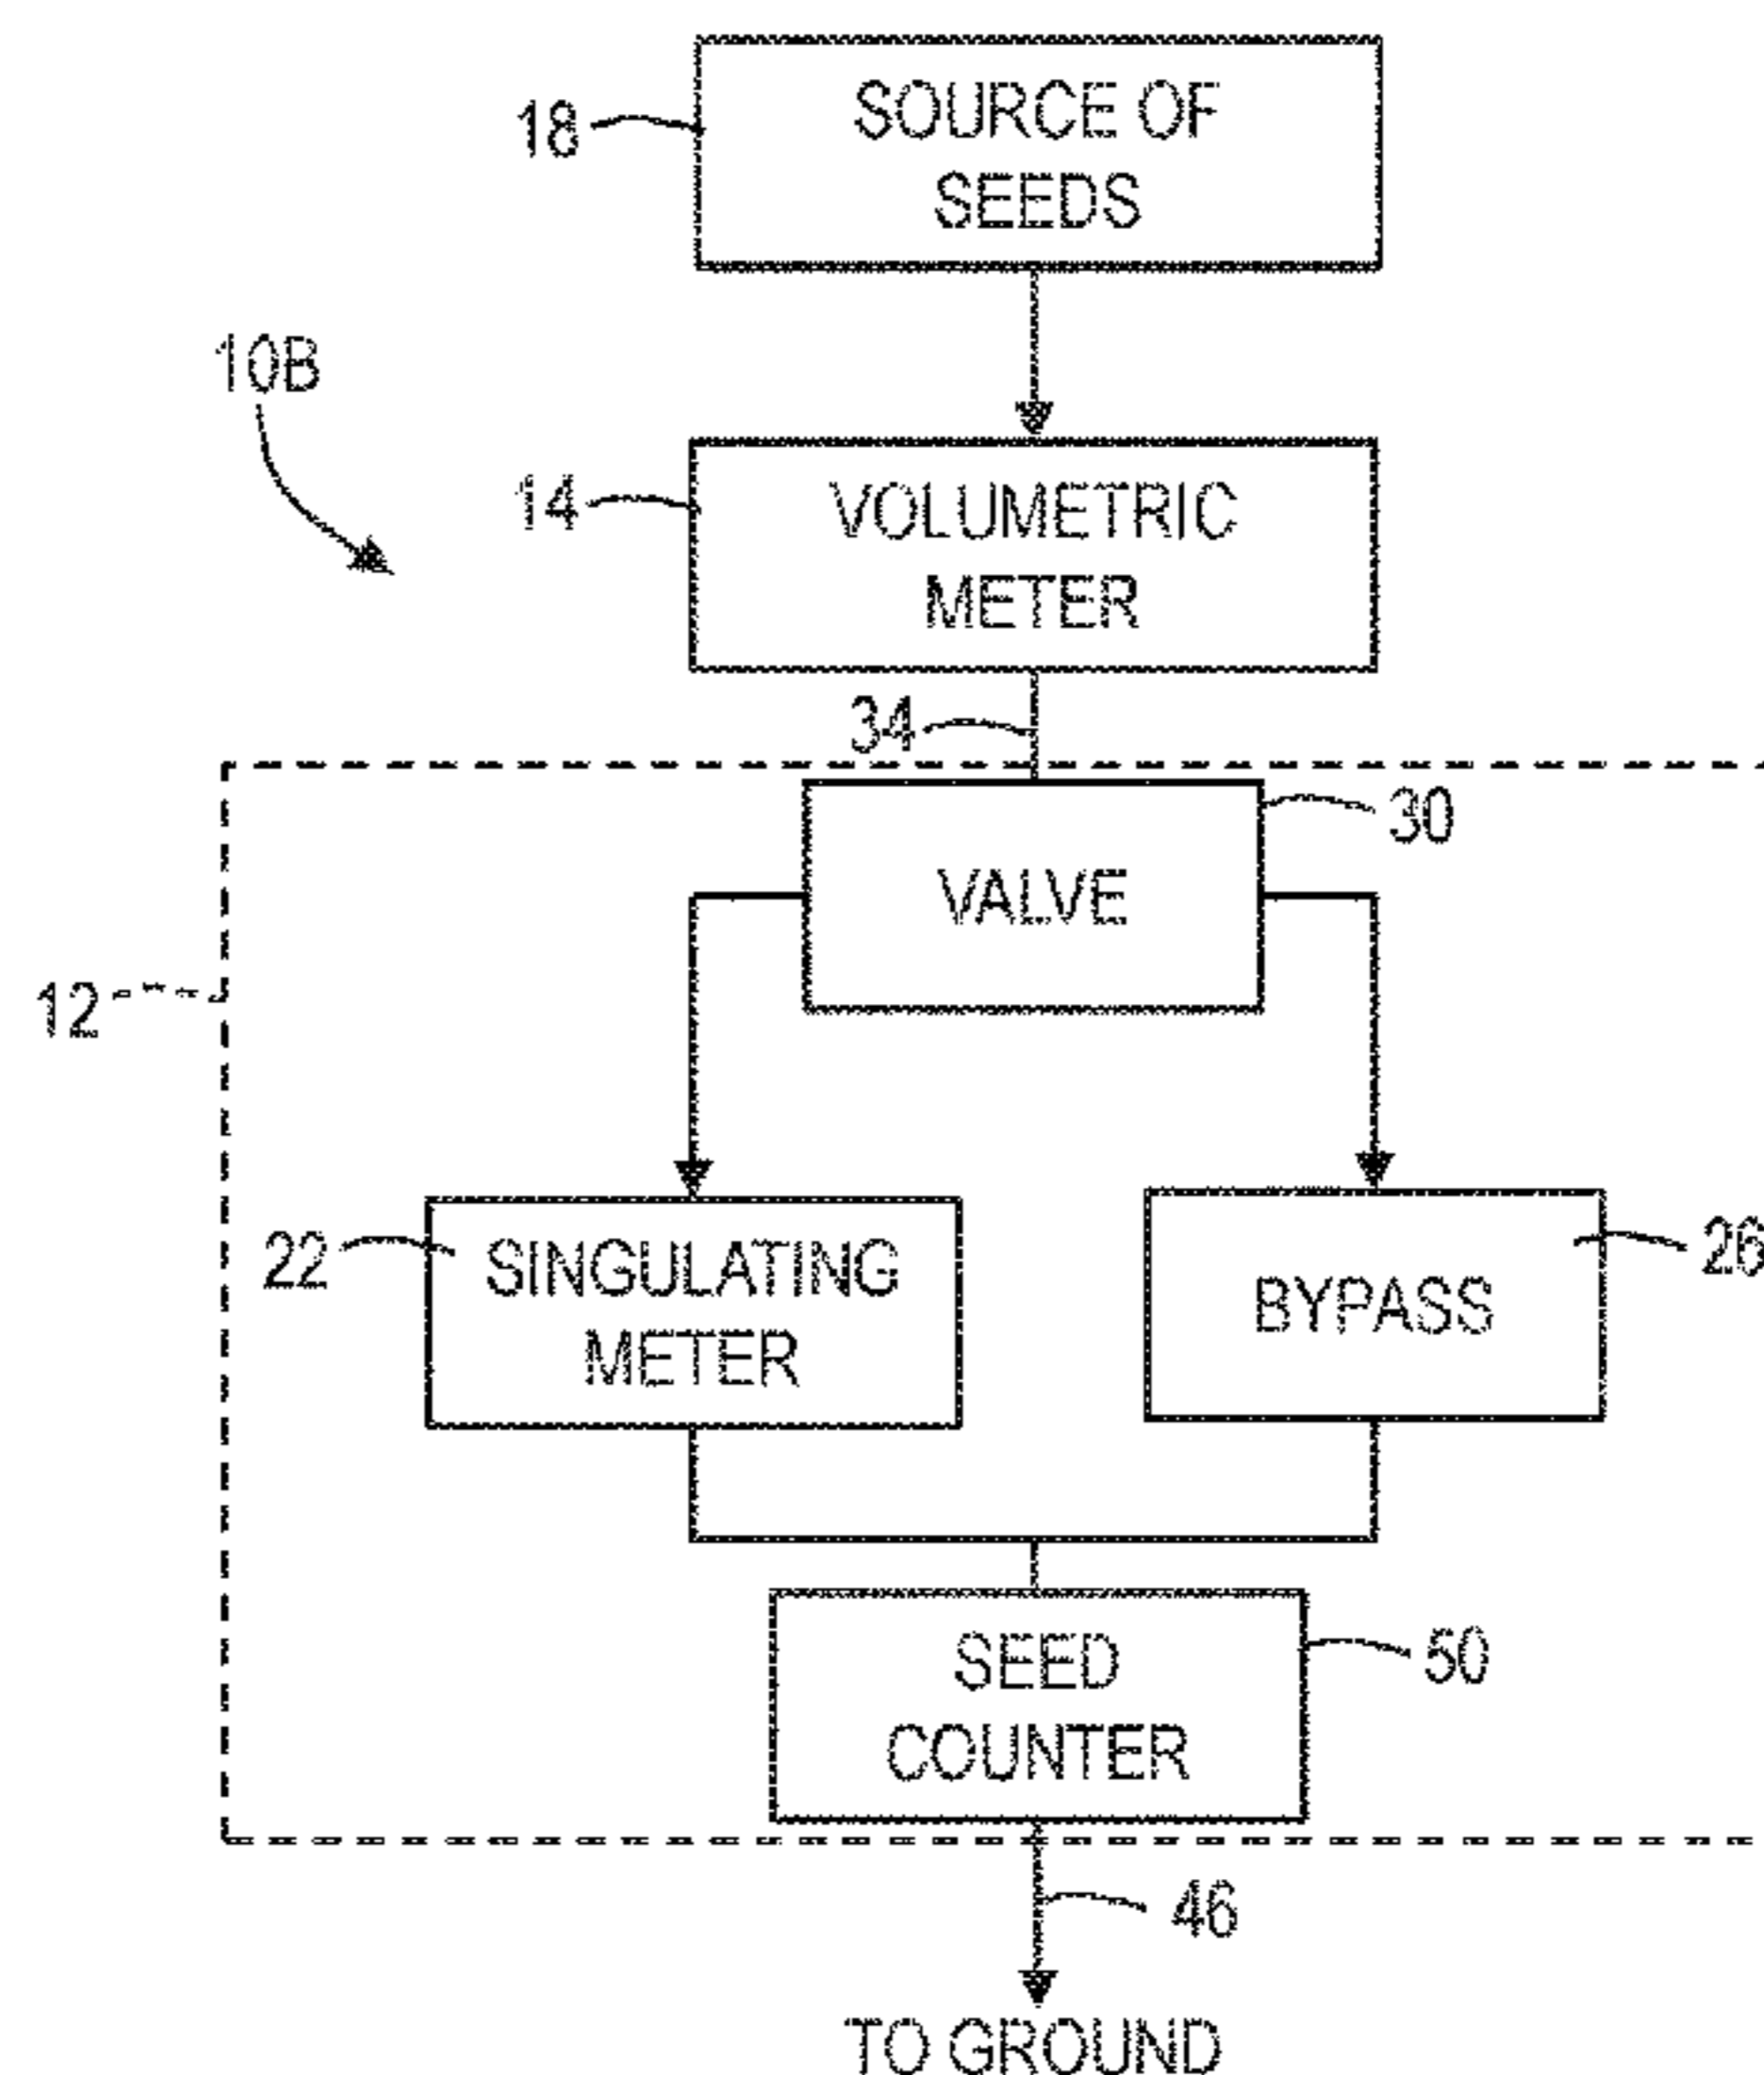 18
SOURCE OF
SEEDS
10B
14
VOLUMETRIC
METER
34
30
VALVE
12
22
SINGULATING
METER
26
BYPASS
SEED
COUNTER
50
46
TO GROUND